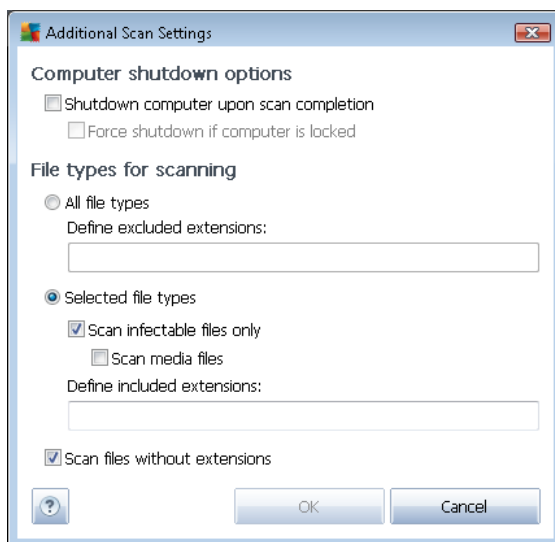 Additional Scan Settings
Computer shutdown options
Shutdown computer upon scan completion
Force shutdown if computer is locked
File types for scanning
All file types
Define excluded extensions:
Selected file types
Scan infectable files only
Scan media files
Define included extensions:
Scan files without extensions
? OK Cancel